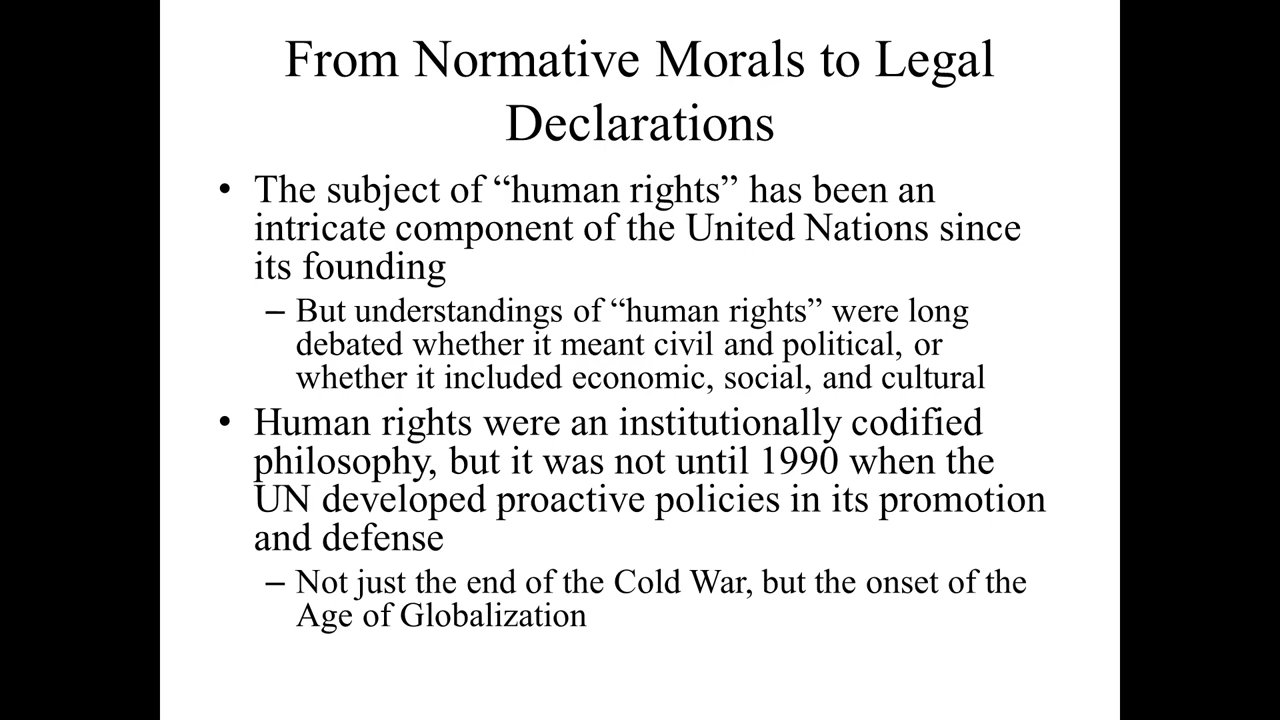 From Normative Morals to Legal
Declarations
• The subject of “human rights” has been an
intricate component of the United Nations since
its founding
– But understandings of “human rights” were long
debated whether it meant civil and political, or
whether it included economic, social, and cultural
• Human rights were an institutionally codified
philosophy, but it was not until 1990 when the
UN developed proactive policies in its promotion
and defense
– Not just the end of the Cold War, but the onset of the
Age of Globalization